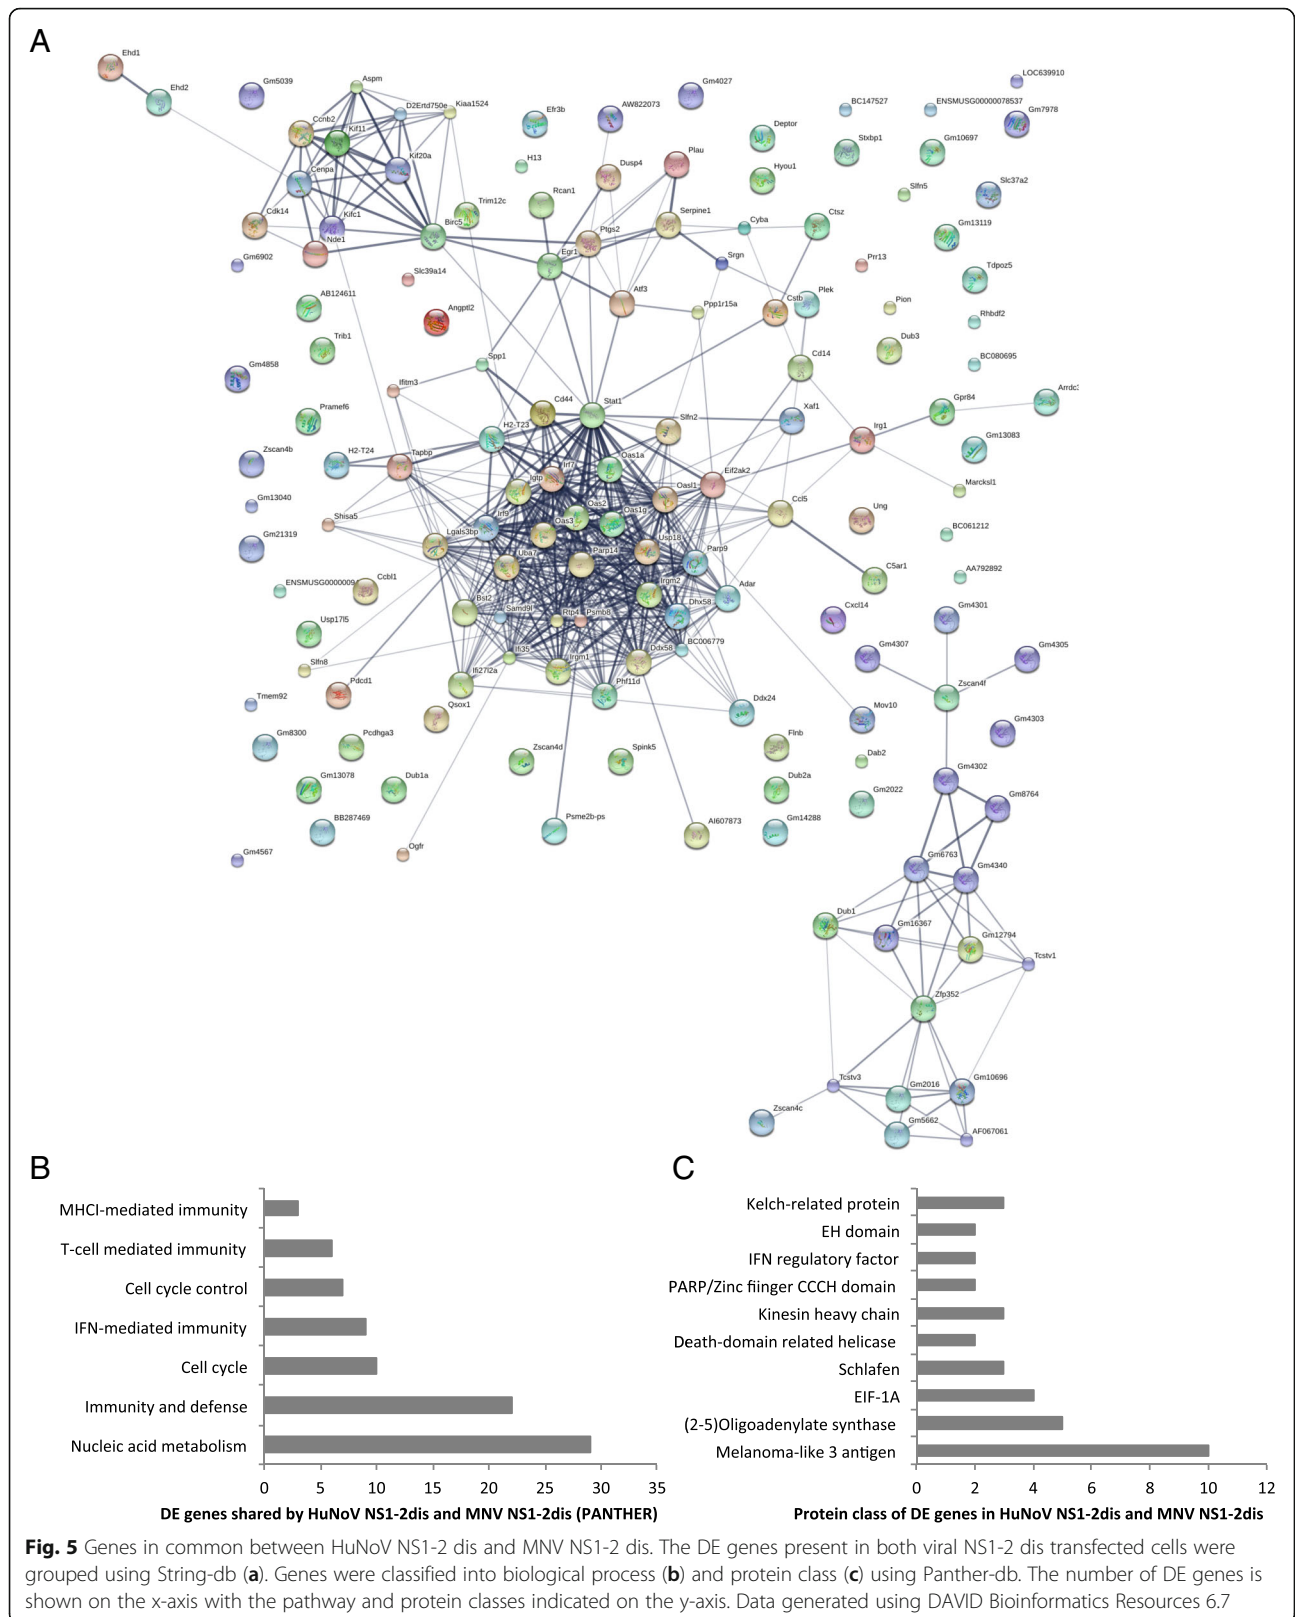 A
Ehd1
Ehd2
Gm5039
Aspm
D2Ertd750e
Kiaa1524
Ccnb2
Kif11
Kif20a
Cenpa
Cdk14
Kifc1
Nde1
Birc5
Trim12c
Gm6902
Slc39a14
AB124611
Angptl2
Trib1
Gm4858
Efr3b
AW822073
Gm4027
H13
Dusp4
Plau
Rcan1
Serpine1
Ptgs2
Egr1
Atf3
Deptor
Hyou1
Cyba
Ctsz
Srgn
Ppp1r15a
Cstb
Plek
Cd14
BC147527
ENSMUSG00000078537
LOC639910
Gm7978
Stxbp1
Gm10697
Slfn5
Slc37a2
Gm13119
Prr13
Tdpoz5
Pion
Rhbdf2
Dub3
BC080695
Arrdc3
Gpr84
Irg1
Gm13083
Marcksl1
Spp1
Ifitm3
Cd44
Stat1
Slfn2
Xaf1
Pramef6
H2-T23
H2-T24
Tapbp
Zscan4b
Gm13040
Gm21319
Shisa5
Irf7
Igtp
Oas1a
Oasl1
Eif2ak2
Oas2
Oas1g
Oas3
Irf9
Lgals3bp
Uba7
Parp14
Usp18
Parp9
Ccl5
Ung
BC061212
AA792892
C5ar1
Cxcl14
ENSMUSG0000009
Ccbl1
Bst2
Samd9l
Rtp4
Psmb8
Irgm2
Dhx58
Adar
BC006779
Usp17l5
Slfn8
Ifi35
Irgm1
Ddx58
Phf11d
Ifi27l2a
Pdcd1
Tmem92
Qsox1
Ddx24
Mov10
Gm8300
Pcdhga3
Zscan4d
Spink5
Flnb
Dab2
Gm13078
Dub1a
Dub2a
Gm2022
BB287469
Psme2b-ps
AI607873
Gm14288
Gm4567
Ogfr
Gm4301
Gm4307
Gm4305
Zscan4f
Gm4303
Gm4302
Gm8764
Gm6763
Gm4340
Dub1
Gm16367
Gm12794
Tcstv1
Zfp352
Tcstv3
Gm2016
Gm10696
Zscan4c
Gm5662
AF067061
B
MHCI-mediated immunity
T-cell mediated immunity
Cell cycle control
IFN-mediated immunity
Cell cycle
Immunity and defense
Nucleic acid metabolism
0 5 10 15 20 25 30 35
DE genes shared by HuNoV NS1-2dis and MNV NS1-2dis (PANTHER)
C
Kelch-related protein
EH domain
IFN regulatory factor
PARP/Zinc fiinger CCCH domain
Kinesin heavy chain
Death-domain related helicase
Schlafen
EIF-1A
(2-5)Oligoadenylate synthase
Melanoma-like 3 antigen
0 2 4 6 8 10 12
Protein class of DE genes in HuNoV NS1-2dis and MNV NS1-2dis
Fig. 5 Genes in common between HuNoV NS1-2 dis and MNV NS1-2 dis. The DE genes present in both viral NS1-2 dis transfected cells were
grouped using String-db (a). Genes were classified into biological process (b) and protein class (c) using Panther-db. The number of DE genes is
shown on the x-axis with the pathway and protein classes indicated on the y-axis. Data generated using DAVID Bioinformatics Resources 6.7